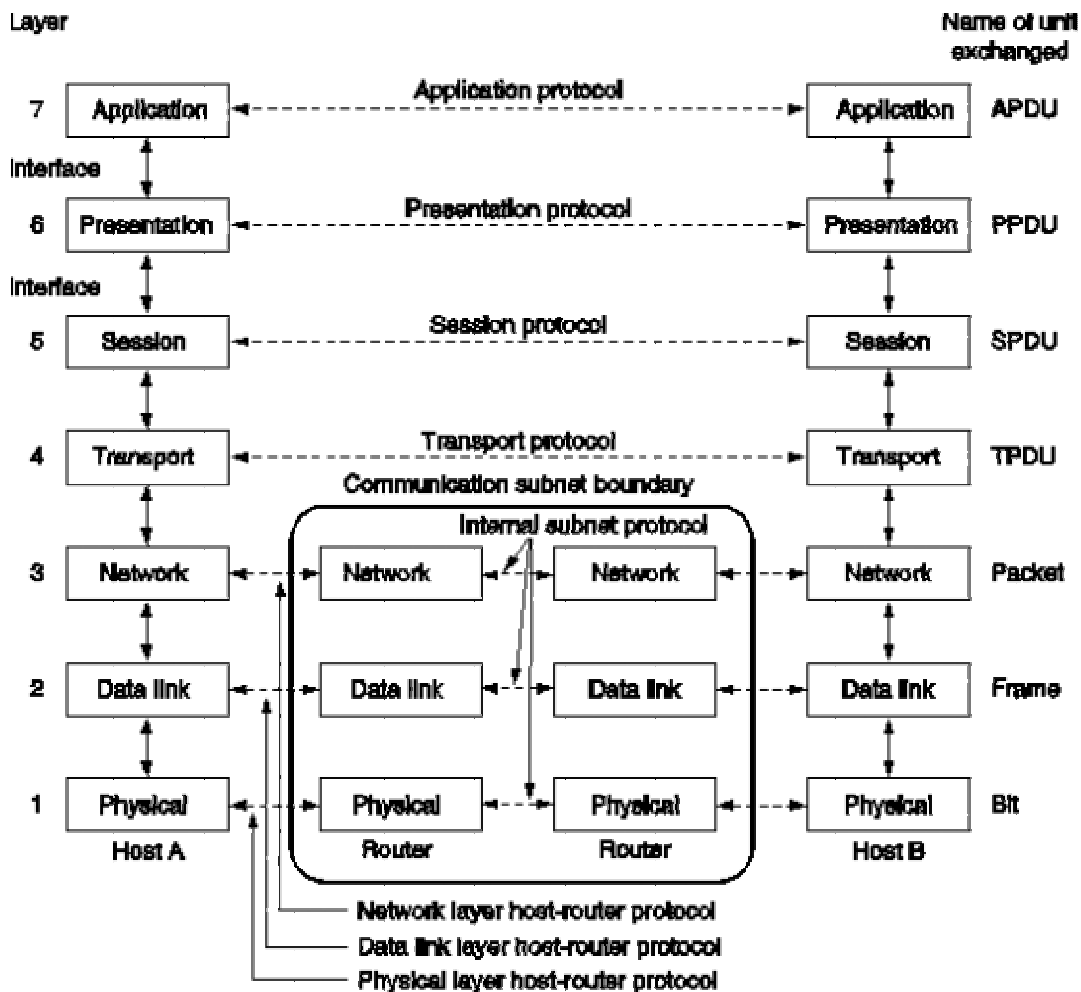 Layer
Name of unit
exchanged
7 Application Application protocol Application APDU
Interface
6 Presentation Presentation protocol Presentation PPDU
Interface
5 Session Session protocol Session SPDU
4 Transport Transport protocol Transport TPDU
Communication subnet boundary
Internal subnet protocol
3 Network Network Network Network Packet
2 Data link Data link Data link Data link Frame
1 Physical Physical Physical Physical Bit
Host A Router Router Host B
Network layer host-router protocol
Data link layer host-router protocol
Physical layer host-router protocol